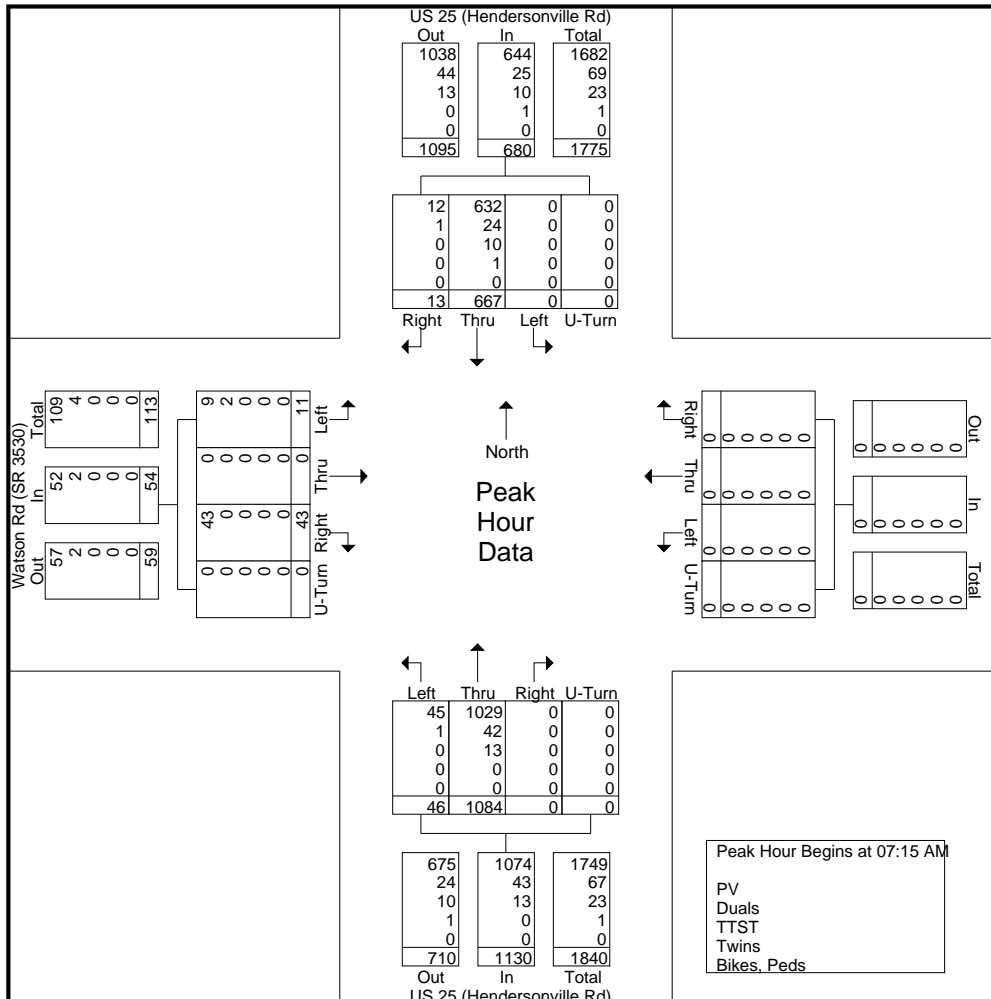 US 25 (Hendersonville Rd)
Out In Total
1038 644 1682
44 25 69
13 10 23
0 1 1
0 0 0
1095 680 1775
12 632 0 0
1 24 0 0
0 10 0 0
0 1 0 0
0 0 0 0
13 667 0 0
Right Thru Left U-Turn
Watson Rd (SR 3530)
Total
109 4 0 0 0 113
In
52 2 0 0 0 54
Out
57 2 0 0 0 59
9 2 0 0 0 11
Left
0 0 0 0 0 0
Thru
43 0 0 0 0 43
Right
0 0 0 0 0 0
U-Turn
North
Peak
Hour
Data
Right
0 0 0 0 0 0
Thru
0 0 0 0 0 0
Left
0 0 0 0 0 0
U-Turn
0 0 0 0 0 0
Out
0 0 0 0 0 0
In
0 0 0 0 0 0
Total
0 0 0 0 0 0
Left Thru Right U-Turn
45 1029 0 0
1 42 0 0
0 13 0 0
0 0 0 0
0 0 0 0
46 1084 0 0
675 1074 1749
24 43 67
10 13 23
1 0 1
0 0 0
710 1130 1840
Out In Total
US 25 (Hendersonville Rd)
Peak Hour Begins at 07:15 AM
PV
Duals
TTST
Twins
Bikes, Peds